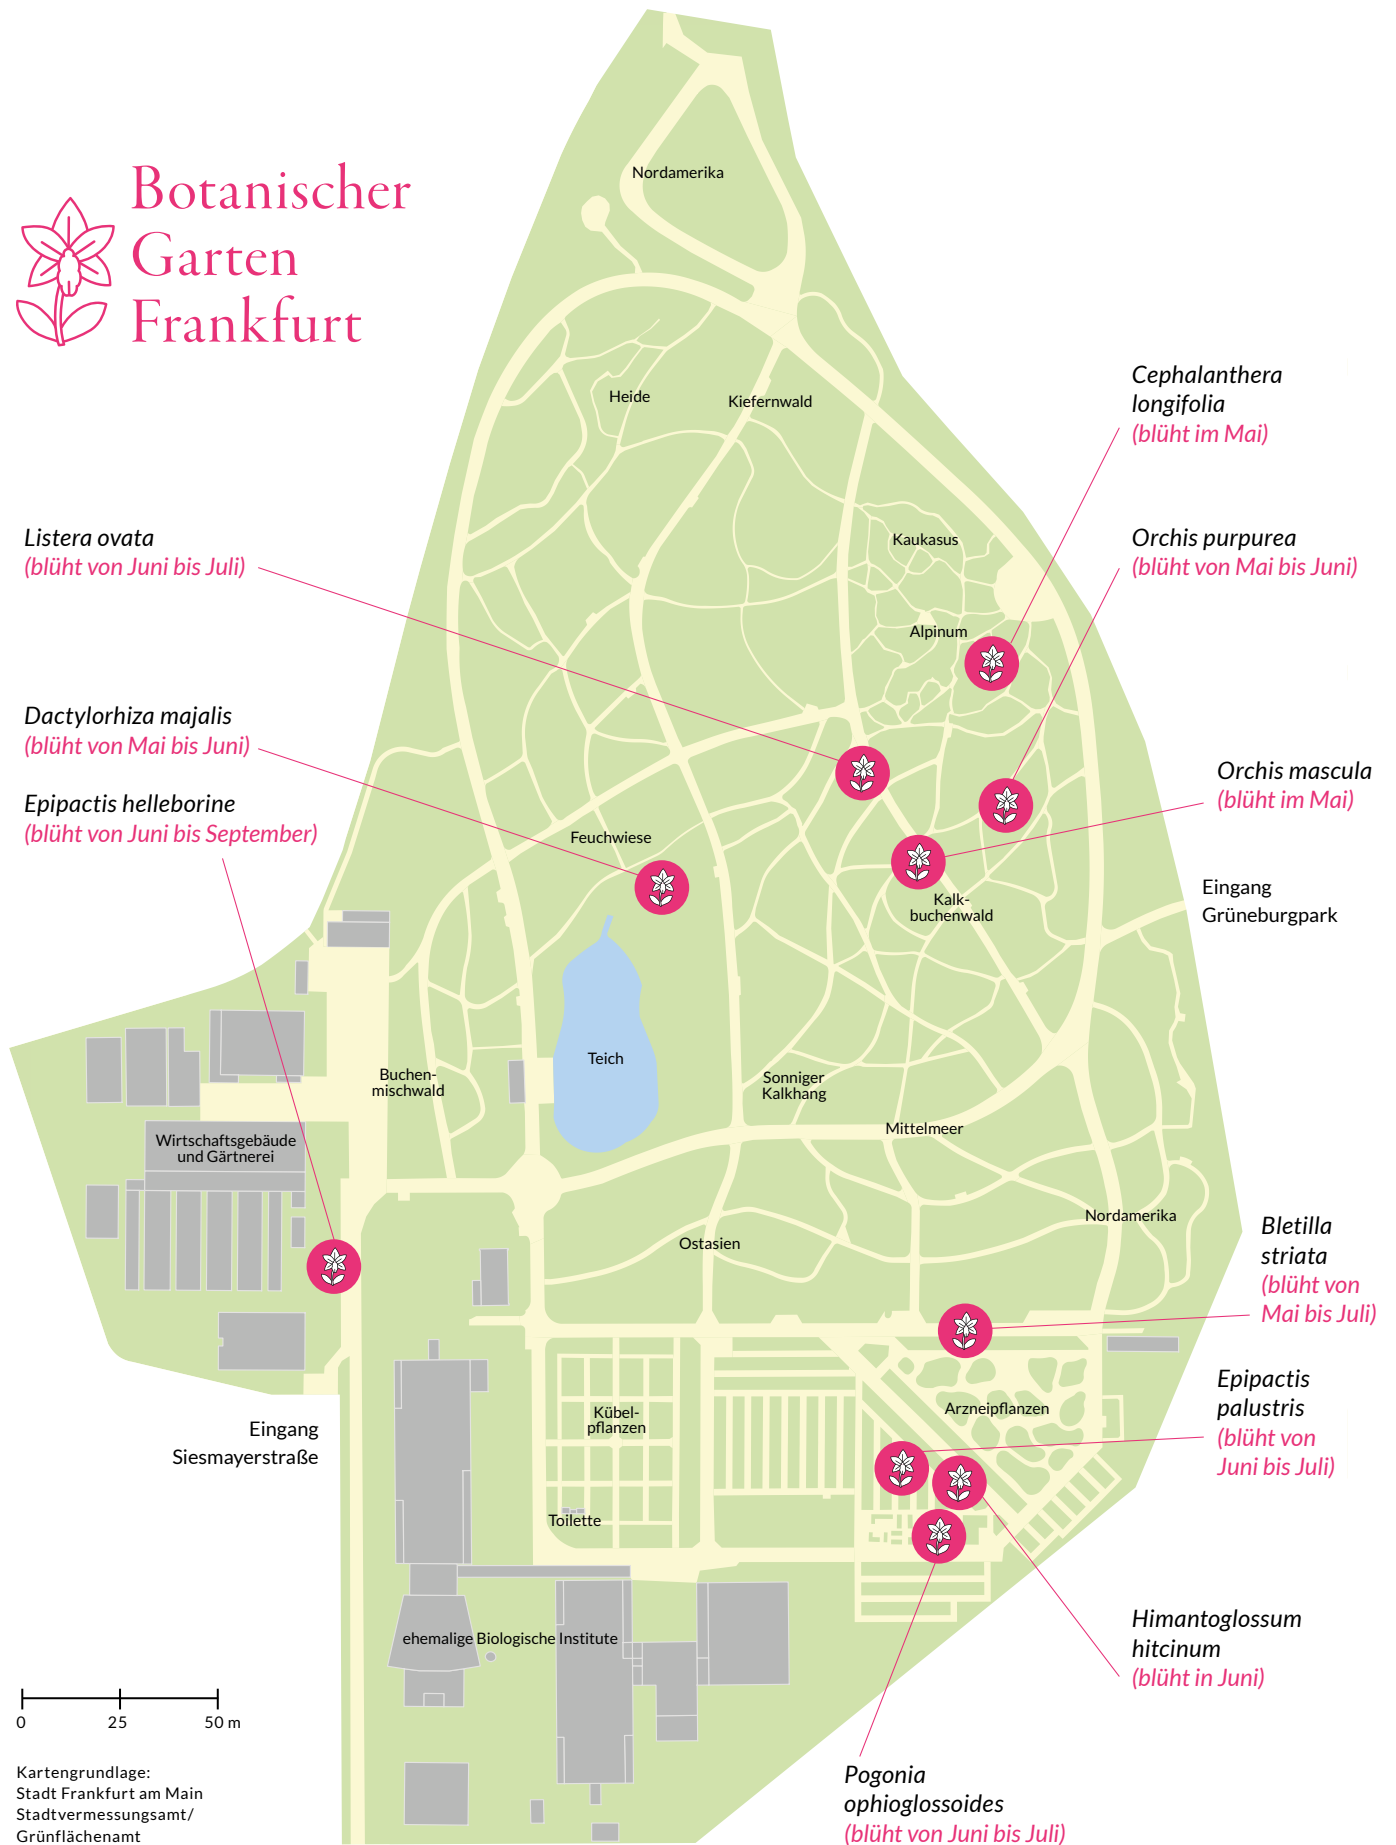 Botanischer
Garten
Frankfurt
Nordamerika
Heide
Kiefernwald
Cephalanthera
longifolia
(blüht im Mai)
Listera ovata
(blüht von Juni bis Juli)
Kaukasus
Orchis purpurea
(blüht von Mai bis Juni)
Alpinum
Dactylorhiza majalis
(blüht von Mai bis Juni)
Orchis mascula
(blüht im Mai)
Epipactis helleborine
(blüht von Juni bis September)
Feuchwiese
Kalk-
buchenwald
Eingang
Grüneburgpark
Teich
Buchen-
mischwald
Sonniger
Kalkhang
Mittelmeer
Wirtschaftsgebäude
und Gärtnerei
Nordamerika
Ostasien
Bletilla
striata
(blüht von
Mai bis Juli)
Epipactis
palustris
(blüht von
Juni bis Juli)
Kübel-
pflanzen
Arzneipflanzen
Eingang
Siesmayerstraße
Toilette
Himantoglossum
hitcinum
(blüht in Juni)
ehemalige Biologische Institute
0 25 50 m
Kartengrundlage:
Stadt Frankfurt am Main
Stadtvermessungsamt/
Grünflächenamt
Pogonia
ophioglossoides
(blüht von Juni bis Juli)